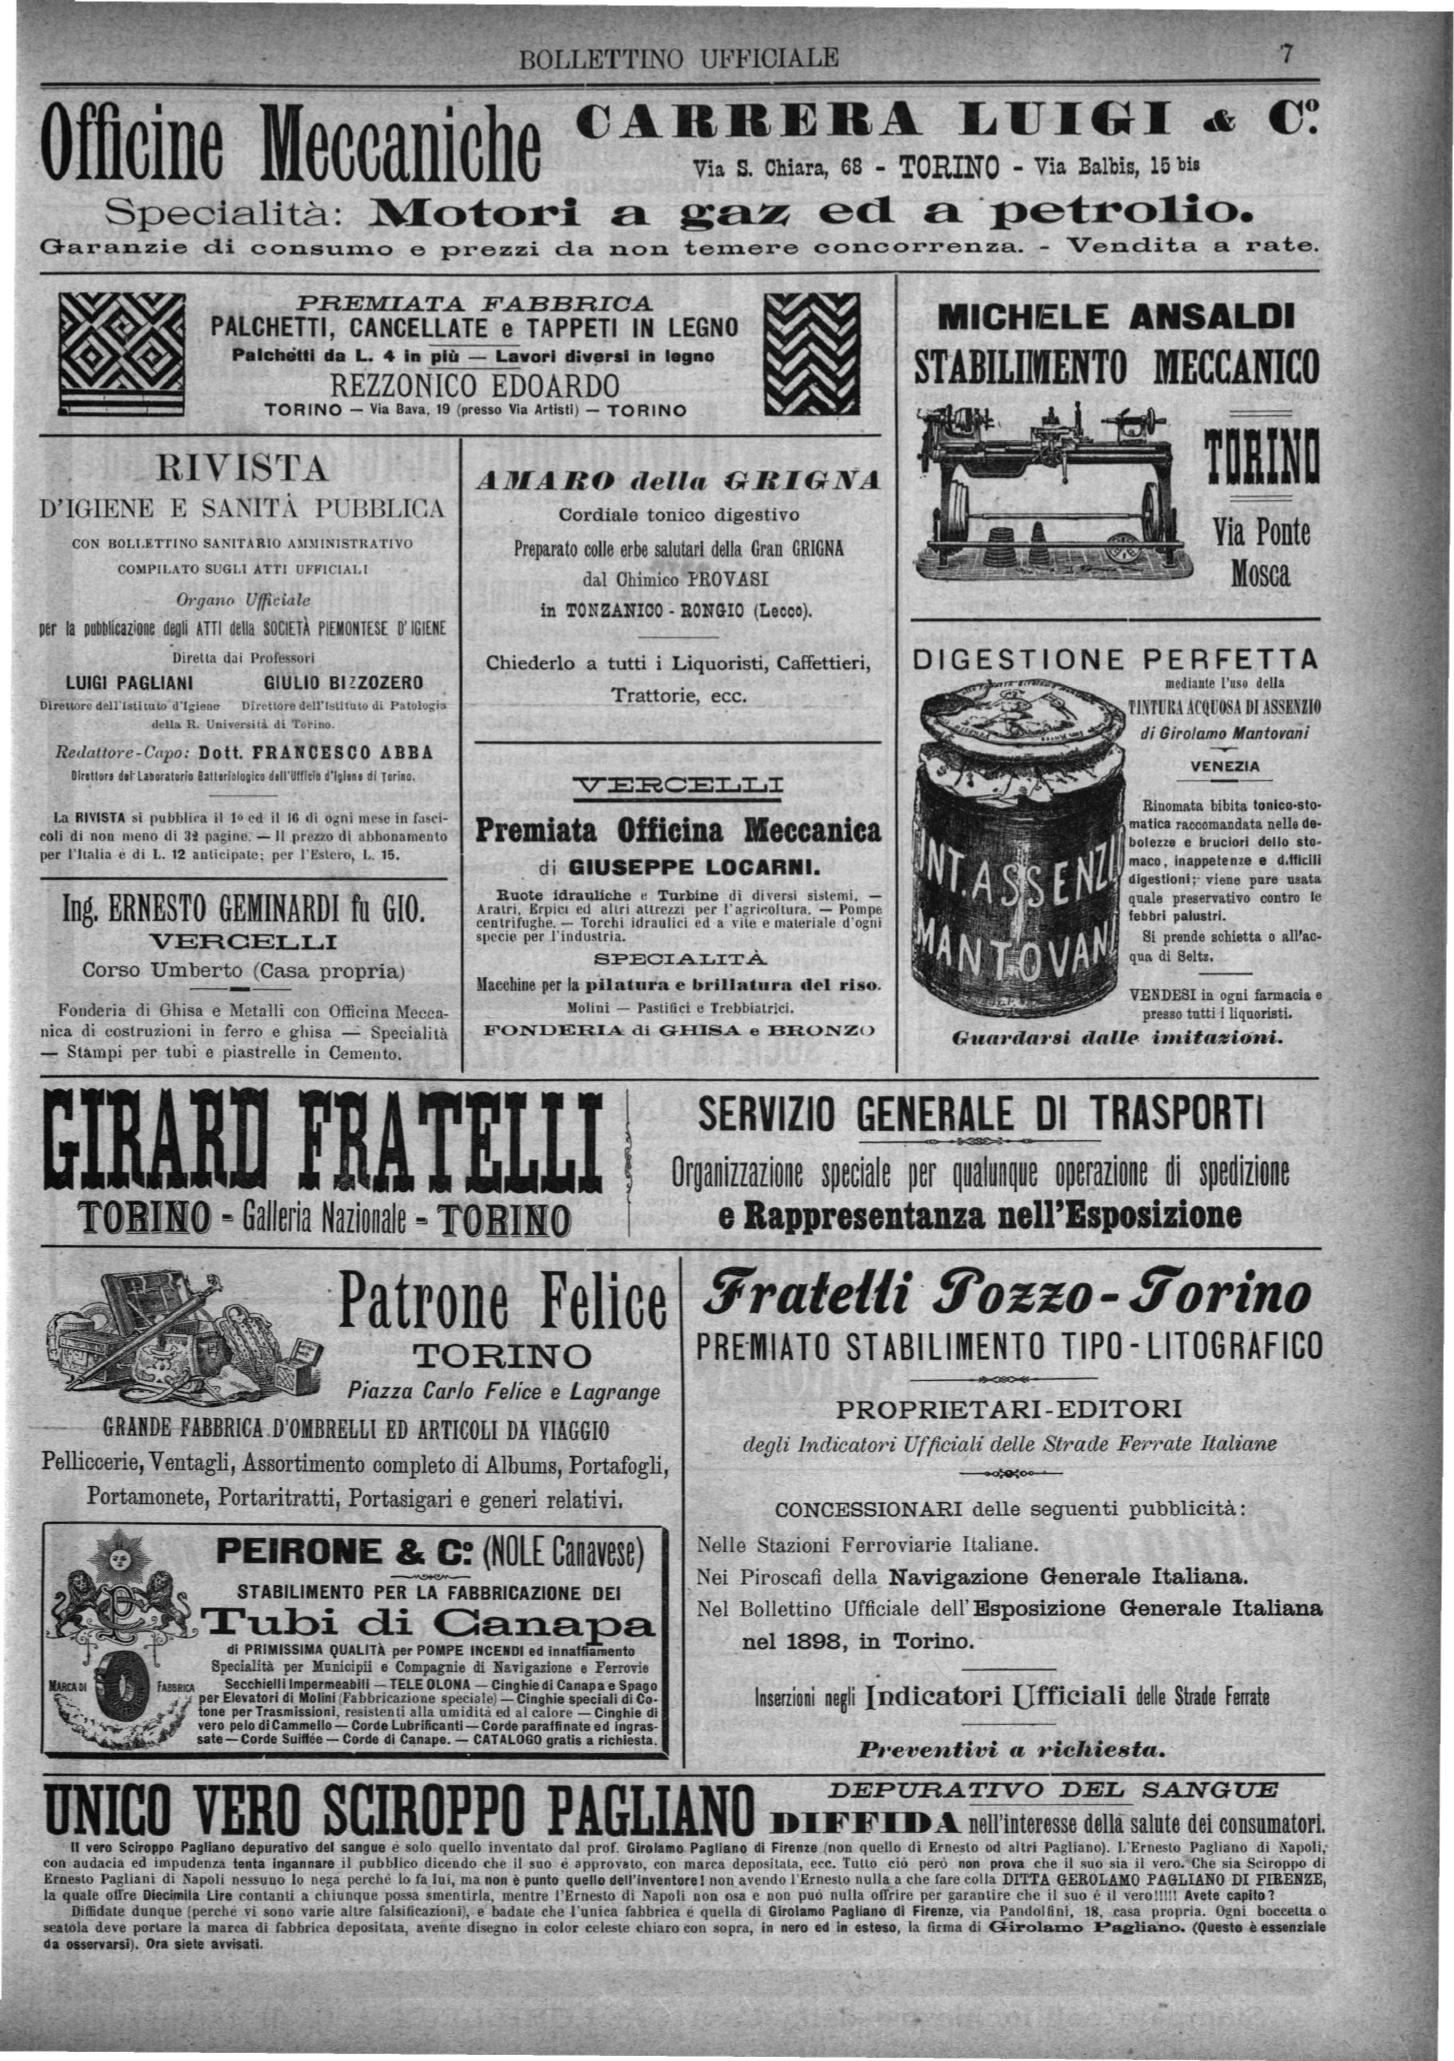 BOLLETTINO UFFICIALE
7
Officine Meccaniche CARRERA LUIGI & Cº.
Via S. Chiara, 68 - TORINO - Via Balbis, 15 bis
Specialità: Motori a gaz ed a petrolio.
Garanzie di consumo e prezzi da non temere concorrenza. - Vendita a rate.
PREMIATA FABBRICA
PALCHETTI, CANCELLATE e TAPPETI IN LEGNO
Palchetti da L. 4 in più — Lavori diversi in legno
REZZONICO EDOARDO
TORINO — Via Bava, 19 (presso Via Artisti) — TORINO
RIVISTA
D'IGIENE E SANITÀ PUBBLICA
CON BOLLETTINO SANITARIO AMMINISTRATIVO
COMPILATO SUGLI ATTI UFFICIALI
Organo Ufficiale
per la pubblicazione degli ATTI della SOCIETÀ PIEMONTESE D'IGIENE
Diretta dai Professori
LUIGI PAGLIANI GIULIO BIZZOZERO
Direttore dell'Istituto d'Igiene Direttore dell'Istituto di Patologia
della R. Università di Torino.
Redattore-Capo: Dott. FRANCESCO ABBA
Direttore del Laboratorio Batteriologico dell'Ufficio d'Igiene di Torino.
La RIVISTA si pubblica il 1º ed il 16 di ogni mese in fasci-
coli di non meno di 32 pagine. — Il prezzo di abbonamento
per l'Italia è di L. 12 anticipate; per l'Estero, L. 15.
Ing. ERNESTO GEMINARDI fu GIO.
VERCELLI
Corso Umberto (Casa propria)
Fonderia di Ghisa e Metalli con Officina Mecca-
nica di costruzioni in ferro e ghisa — Specialità
— Stampi per tubi e piastrelle in Cemento.
AMARO della GRIGNA
Cordiale tonico digestivo
Preparato colle erbe salutari della Gran GRIGNA
dal Chimico PROVASI
in TONZANICO - RONGIO (Lecco).
Chiederlo a tutti i Liquoristi, Caffettieri,
Trattorie, ecc.
VERCELLI
Premiata Officina Meccanica
di GIUSEPPE LOCARNI.
Ruote idrauliche e Turbine di diversi sistemi. —
Aratri, Erpici ed altri attrezzi per l'agricoltura. — Pompe
centrifughe. — Torchi idraulici ed a vite e materiale d'ogni
specie per l'industria.
SPECIALITÀ
Macchine per la pilatura e brillatura del riso.
Molini — Pastifici e Trebbiatrici.
FONDERIA di GHISA e BRONZO
MICHELE ANSALDI
STABILIMENTO MECCANICO
TORINO
Via Ponte
Mosca
DIGESTIONE PERFETTA
mediante l'uso della
TINTURA ACQUOSA DI ASSENZIO
di Girolamo Mantovani
VENEZIA
Rinomata bibita tonico-sto-
matica raccomandata nelle de-
bolezze e bruciori dello sto-
maco, inappetenze e difficili
digestioni; viene pure usata
quale preservativo contro le
febbri palustri.
Si prende schietta o all'ac-
qua di Seltz.
VENDESI in ogni farmacia e
presso tutti i liquoristi.
INT. ASSENZI
MANTOVANI
Guardarsi dalle imitazioni.
GIRARD FRATELLI
TORINO - Galleria Nazionale - TORINO
SERVIZIO GENERALE DI TRASPORTI
Organizzazione speciale per qualunque operazione di spedizione
e Rappresentanza nell'Esposizione
Patrone Felice
TORINO
Piazza Carlo Felice e Lagrange
GRANDE FABBRICA D'OMBRELLI ED ARTICOLI DA VIAGGIO
Pelliccerie, Ventagli, Assortimento completo di Albums, Portafogli,
Portamonete, Portaritratti, Portasigari e generi relativi.
PEIRONE & Cº: (NOLE Canavese)
STABILIMENTO PER LA FABBRICAZIONE DEI
Tubi di Canapa
di PRIMISSIMA QUALITÀ per POMPE INCENDI ed innaffiamento
Specialità per Municipii e Compagnie di Navigazione e Ferrovie
Secchielli Impermeabili — TELE OLONA — Cinghie di Canapa e Spago
per Elevatori di Molini (Fabbricazione speciale) — Cinghie speciali di Co-
tone per Trasmissioni, resistenti alla umidità ed al calore — Cinghie di
vero pelo di Cammello — Corde Lubrificanti — Corde paraffinate ed ingras-
sate — Corde Suiffée — Corde di Canape. — CATALOGO gratis a richiesta.
MARCA DI FABBRICA
Fratelli Pozzo - Torino
PREMIATO STABILIMENTO TIPO-LITOGRAFICO
PROPRIETARI-EDITORI
degli Indicatori Ufficiali delle Strade Ferrate Italiane
CONCESSIONARI delle seguenti pubblicità:
Nelle Stazioni Ferroviarie Italiane.
Nei Piroscafi della Navigazione Generale Italiana.
Nel Bollettino Ufficiale dell'Esposizione Generale Italiana
nel 1898, in Torino.
Inserzioni negli Indicatori Ufficiali delle Strade Ferrate
Preventivi a richiesta.
UNICO VERO SCIROPPO PAGLIANO DEPURATIVO DEL SANGUE
DIFFIDA nell'interesse della salute dei consumatori.
Il vero Sciroppo Pagliano depurativo del sangue è solo quello inventato dal prof. Girolamo Pagliano di Firenze (non quello di Ernesto od altri Pagliano). L'Ernesto Pagliano di Napoli,
con audacia ed impudenza tenta ingannare il pubblico dicendo che il suo è approvato, con marca depositata, ecc. Tutto ciò però non prova che il suo sia il vero. Che sia Sciroppo di
Ernesto Pagliani di Napoli nessuno lo nega perchè lo fa lui, ma non è punto quello dell'inventore! non avendo l'Ernesto nulla a che fare colla DITTA GEROLAMO PAGLIANO DI FIRENZE,
la quale offre Diecimila Lire contanti a chiunque possa smentirla, mentre l'Ernesto di Napoli non osa e non può nulla offrire per garantire che il suo è il vero!!!!! Avete capito?
Diffidate dunque (perchè vi sono varie altre falsificazioni), e badate che l'unica fabbrica è quella di Girolamo Pagliano di Firenze, via Pandolfini, 18, casa propria. Ogni boccetta o
scatola deve portare la marca di fabbrica depositata, avente disegno in color celeste chiaro con sopra, in nero ed in esteso, la firma di Girolamo Pagliano. (Questo è essenziale
da osservarsi). Ora siete avvisati.